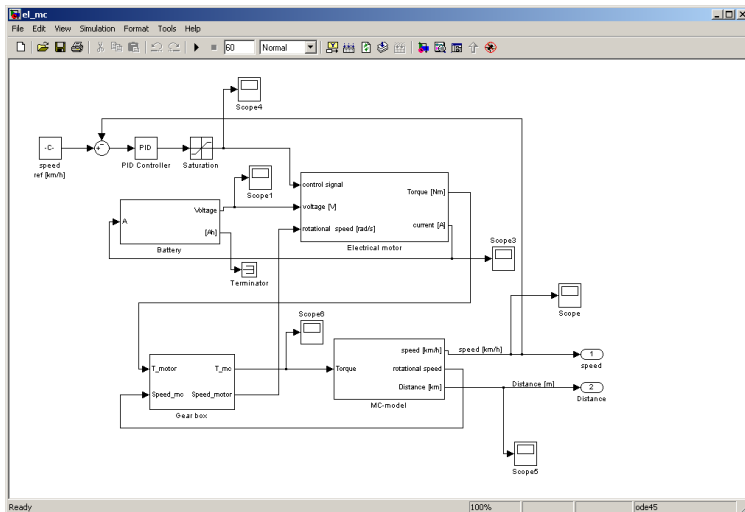 el_mc
File Edit View Simulation Format Tools Help
60
Normal
Scope4
-C-
speed
ref [km/h]
PID
PID Controller
Saturation
Scope1
control signal
voltage [V]
rotational speed [rad/s]
Torque [Nm]
current [A]
Electrical motor
A
Voltage
[Ah]
Battery
Terminator
Scope3
Scope
Scope6
T_motor
Speed_mc
T_mc
Speed_motor
Gear box
Torque
speed [km/h]
rotational speed
Distance [km]
MC-model
speed [km/h]
1
speed
Distance [m]
2
Distance
Scope5
Ready
100%
ode45